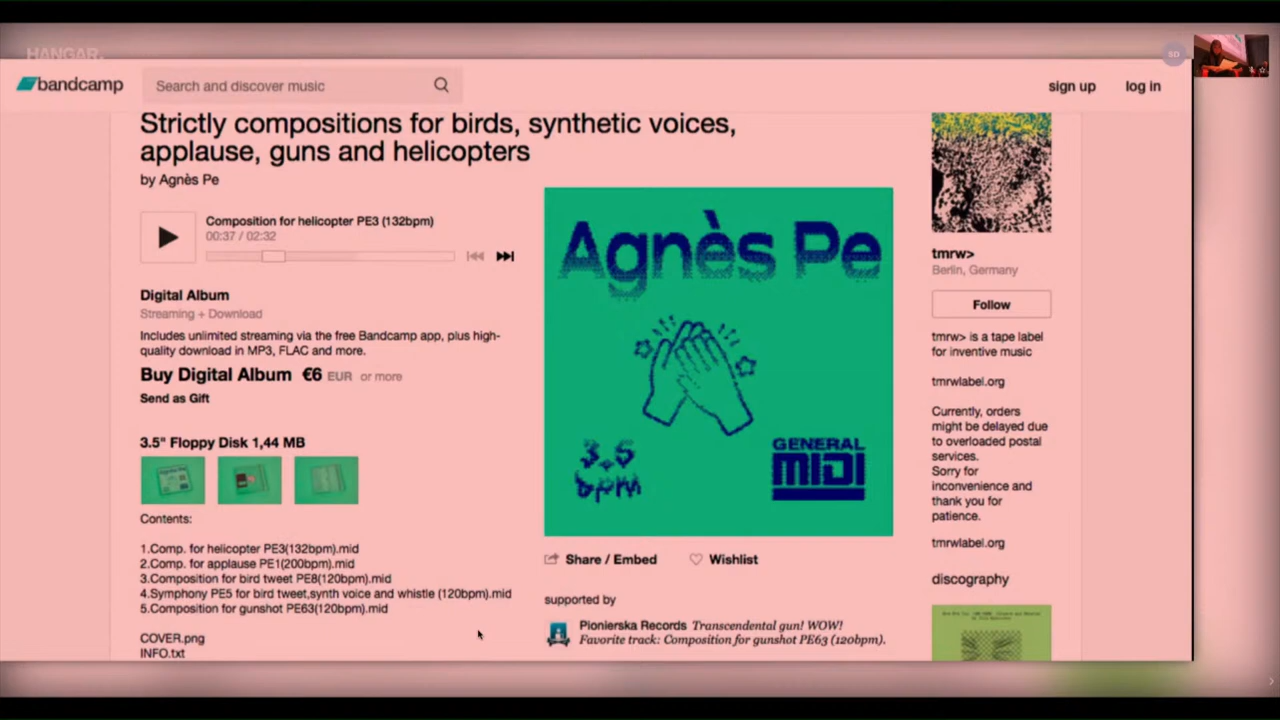 HANGAR.
SD
bandcamp
Search and discover music
sign up
log in
Strictly compositions for birds, synthetic voices,
applause, guns and helicopters
by Agnès Pe
Composition for helicopter PE3 (132bpm)
00:37 / 02:32
Digital Album
Streaming + Download
Includes unlimited streaming via the free Bandcamp app, plus high-
quality download in MP3, FLAC and more.
Buy Digital Album €6 EUR or more
Send as Gift
3.5" Floppy Disk 1,44 MB
Contents:
1.Comp. for helicopter PE3(132bpm).mid
2.Comp. for applause PE1(200bpm).mid
3.Composition for bird tweet PE8(120bpm).mid
4.Symphony PE5 for bird tweet,synth voice and whistle (120bpm).mid
5.Composition for gunshot PE63(120bpm).mid
COVER.png
INFO.txt
Agnès Pe
3.5
bpm
GENERAL
MIDI
Share / Embed
Wishlist
supported by
Pionierska Records Transcendental gun! WOW!
Favorite track: Composition for gunshot PE63 (120bpm).
tmrw>
Berlin, Germany
Follow
tmrw> is a tape label
for inventive music
tmrwlabel.org
Currently, orders
might be delayed due
to overloaded postal
services.
Sorry for
inconvenience and
thank you for
patience.
tmrwlabel.org
discography